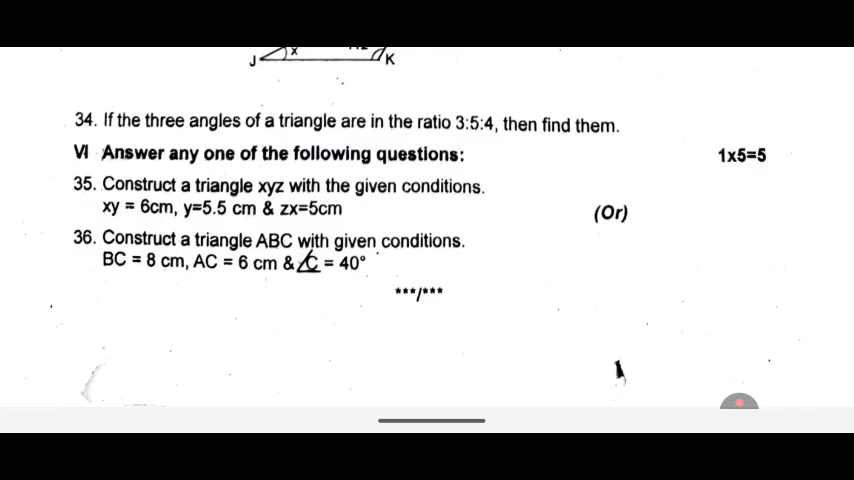 J x K
34. If the three angles of a triangle are in the ratio 3:5:4, then find them.
VI Answer any one of the following questions: 1x5=5
35. Construct a triangle xyz with the given conditions.
xy = 6cm, y=5.5 cm & zx=5cm (Or)
36. Construct a triangle ABC with given conditions.
BC = 8 cm, AC = 6 cm & ∠C = 40°
***/***